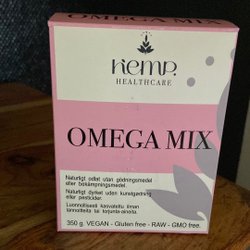 HEMP
HEALTHCARE
OMEGA MIX
Naturligt odlat utan gödningsmedel
eller bekämpningsmedel.
Naturligt dyrket uden kunstgødning
eller pesticider.
Luonnollisesti kasvatettu ilman
lannoitteita tai torjunta-aineita.
350 g. VEGAN - Gluten free - RAW - GMO free.